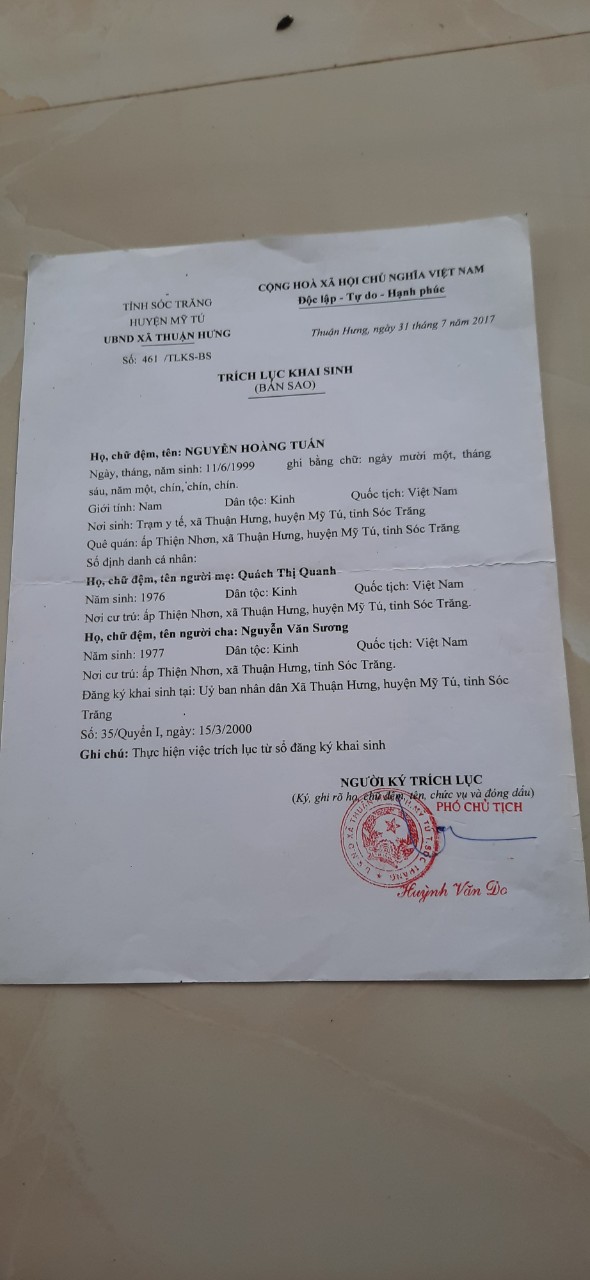 CỘNG HOÀ XÃ HỘI CHỦ NGHĨA VIỆT NAM
Độc lập - Tự do - Hạnh phúc
TỈNH SÓC TRĂNG
HUYỆN MỸ TÚ
UBND XÃ THUẬN HƯNG
Số: 461 /TLKS-BS
Thuận Hưng, ngày 31 tháng 7 năm 2017
TRÍCH LỤC KHAI SINH
(BẢN SAO)
Họ, chữ đệm, tên: NGUYỄN HOÀNG TUẤN
Ngày, tháng, năm sinh: 11/6/1999 ghi bằng chữ: ngày mười một, tháng
sáu, năm một, chín, chín, chín.
Giới tính: Nam Dân tộc: Kinh Quốc tịch: Việt Nam
Nơi sinh: Trạm y tế, xã Thuận Hưng, huyện Mỹ Tú, tỉnh Sóc Trăng
Quê quán: ấp Thiện Nhơn, xã Thuận Hưng, huyện Mỹ Tú, tỉnh Sóc Trăng
Số định danh cá nhân:
Họ, chữ đệm, tên người mẹ: Quách Thị Quanh
Năm sinh: 1976 Dân tộc: Kinh Quốc tịch: Việt Nam
Nơi cư trú: ấp Thiện Nhơn, xã Thuận Hưng, huyện Mỹ Tú, tỉnh Sóc Trăng.
Họ, chữ đệm, tên người cha: Nguyễn Văn Sương
Năm sinh: 1977 Dân tộc: Kinh Quốc tịch: Việt Nam
Nơi cư trú: ấp Thiện Nhơn, xã Thuận Hưng, tỉnh Sóc Trăng.
Đăng ký khai sinh tại: Uỷ ban nhân dân Xã Thuận Hưng, huyện Mỹ Tú, tỉnh Sóc
Trăng
Số: 35/Quyển I, ngày: 15/3/2000
Ghi chú: Thực hiện việc trích lục từ sổ đăng ký khai sinh
NGƯỜI KÝ TRÍCH LỤC
(Ký, ghi rõ họ, chữ đệm, tên, chức vụ và đóng dấu)
PHÓ CHỦ TỊCH
U.B.N.D XÃ THUẬN MỸ TÚ T.SÓC TRĂNG
Huỳnh Văn Do